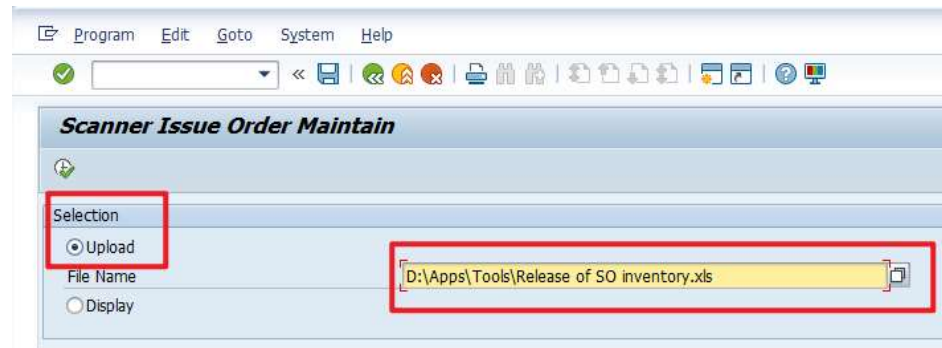 Program Edit Goto System Help
Scanner Issue Order Maintain
Selection
Upload
File Name D:\Apps\Tools\Release of SO inventory.xls
Display